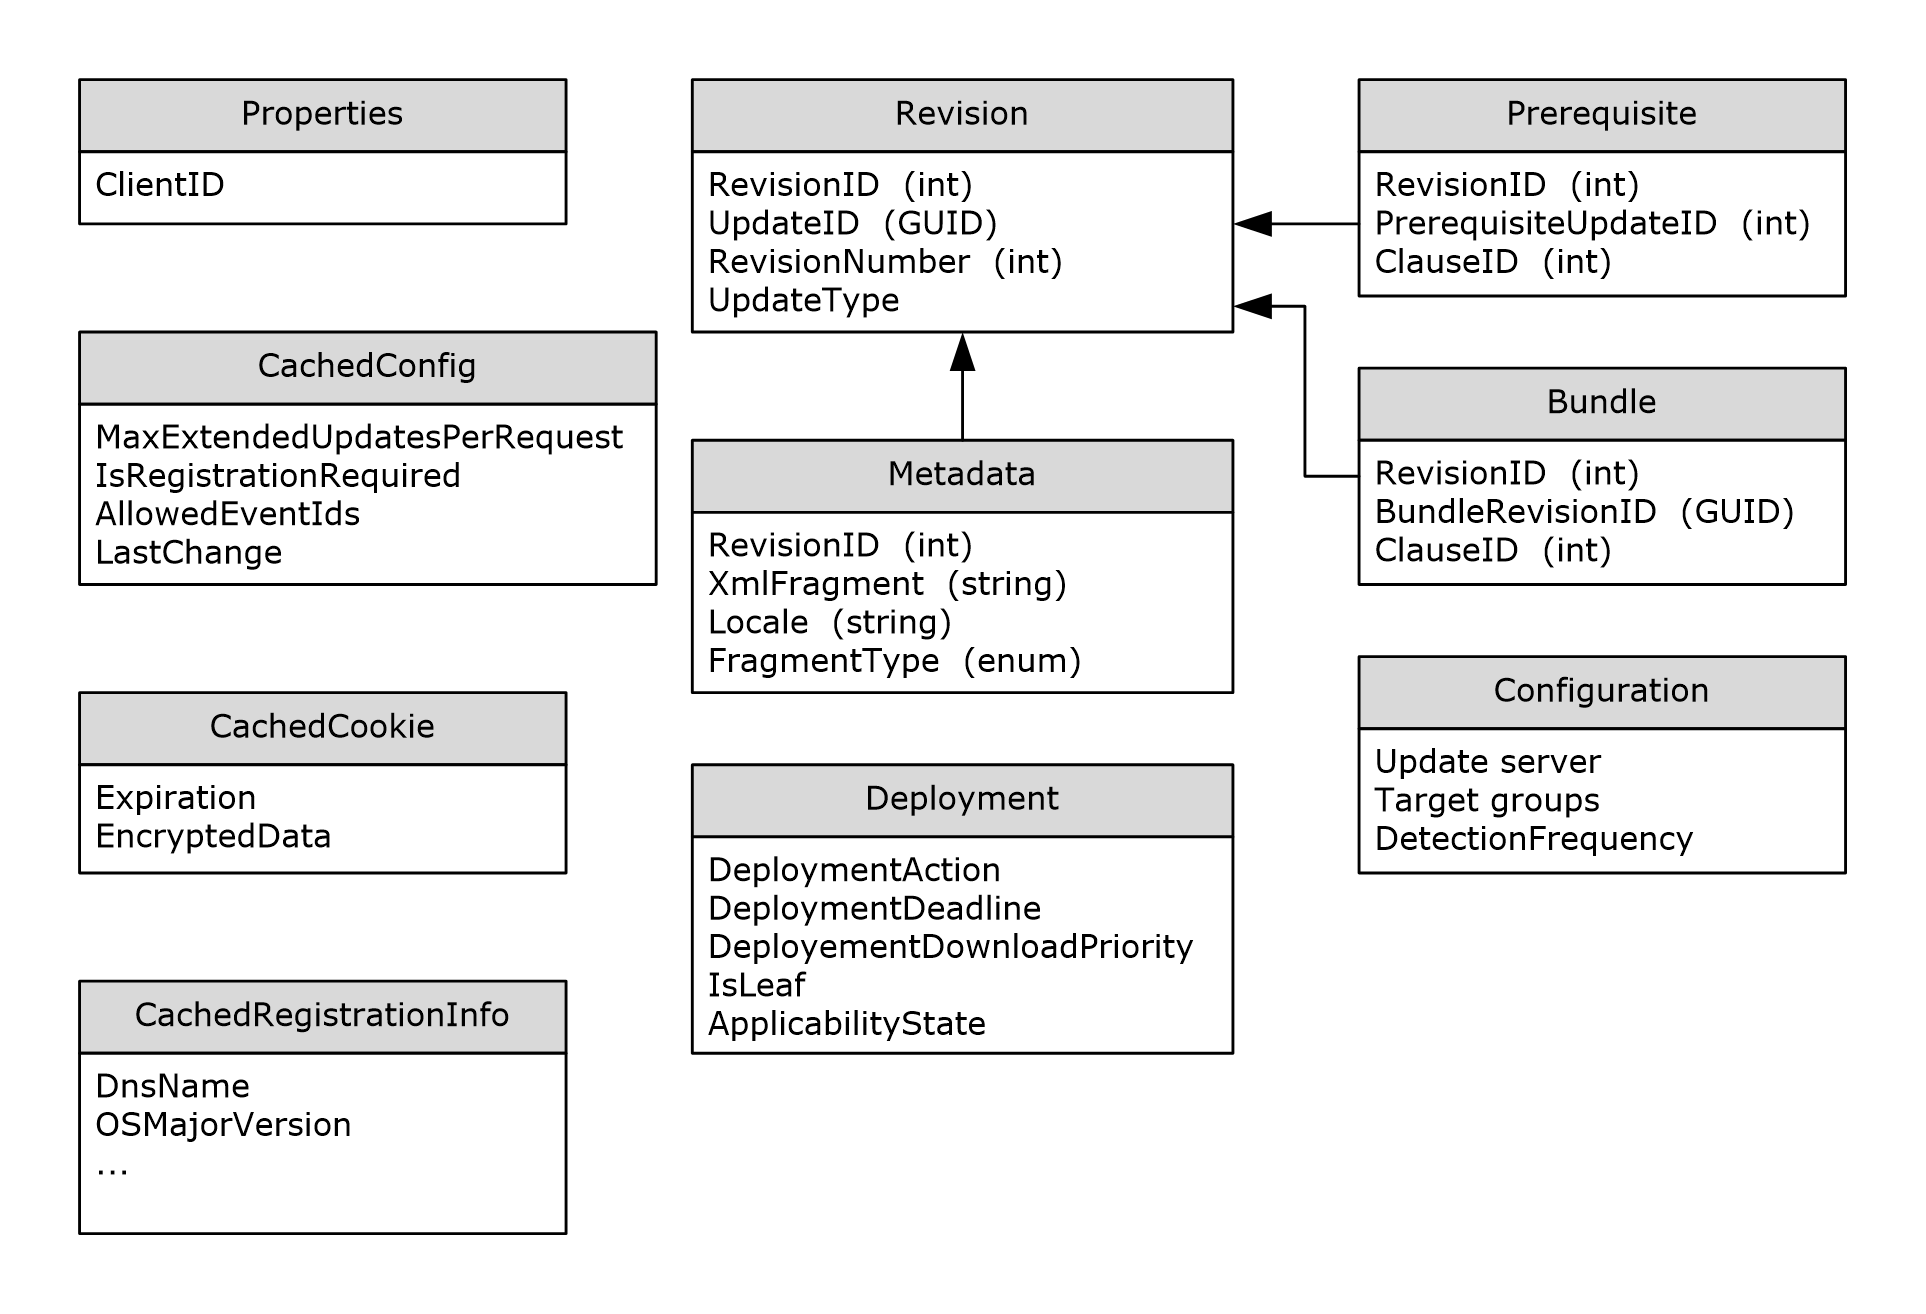 Properties
ClientID
CachedConfig
MaxExtendedUpdatesPerRequest
IsRegistrationRequired
AllowedEventIds
LastChange
CachedCookie
Expiration
EncryptedData
CachedRegistrationInfo
DnsName
OSMajorVersion
...
Revision
RevisionID (int)
UpdateID (GUID)
RevisionNumber (int)
UpdateType
Metadata
RevisionID (int)
XmlFragment (string)
Locale (string)
FragmentType (enum)
Deployment
DeploymentAction
DeploymentDeadline
DeployementDownloadPriority
IsLeaf
ApplicabilityState
Prerequisite
RevisionID (int)
PrerequisiteUpdateID (int)
ClauseID (int)
Bundle
RevisionID (int)
BundleRevisionID (GUID)
ClauseID (int)
Configuration
Update server
Target groups
DetectionFrequency